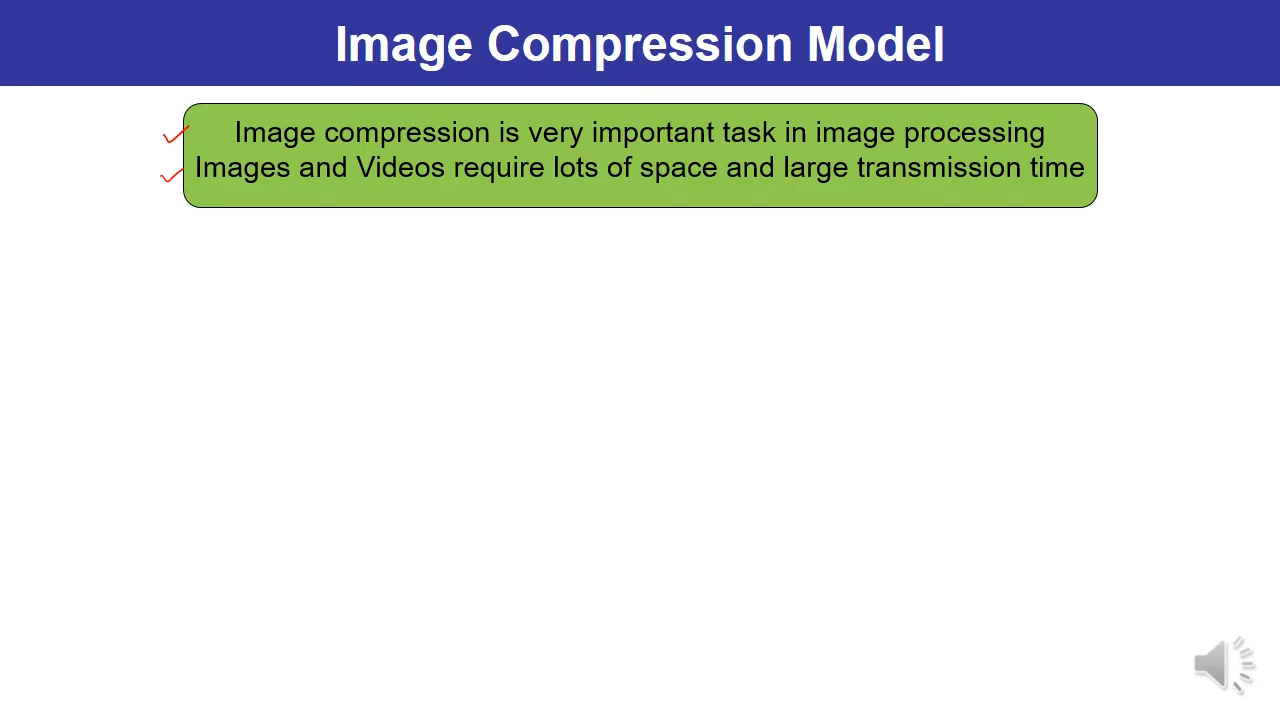 Image Compression Model
Image compression is very important task in image processing
Images and Videos require lots of space and large transmission time